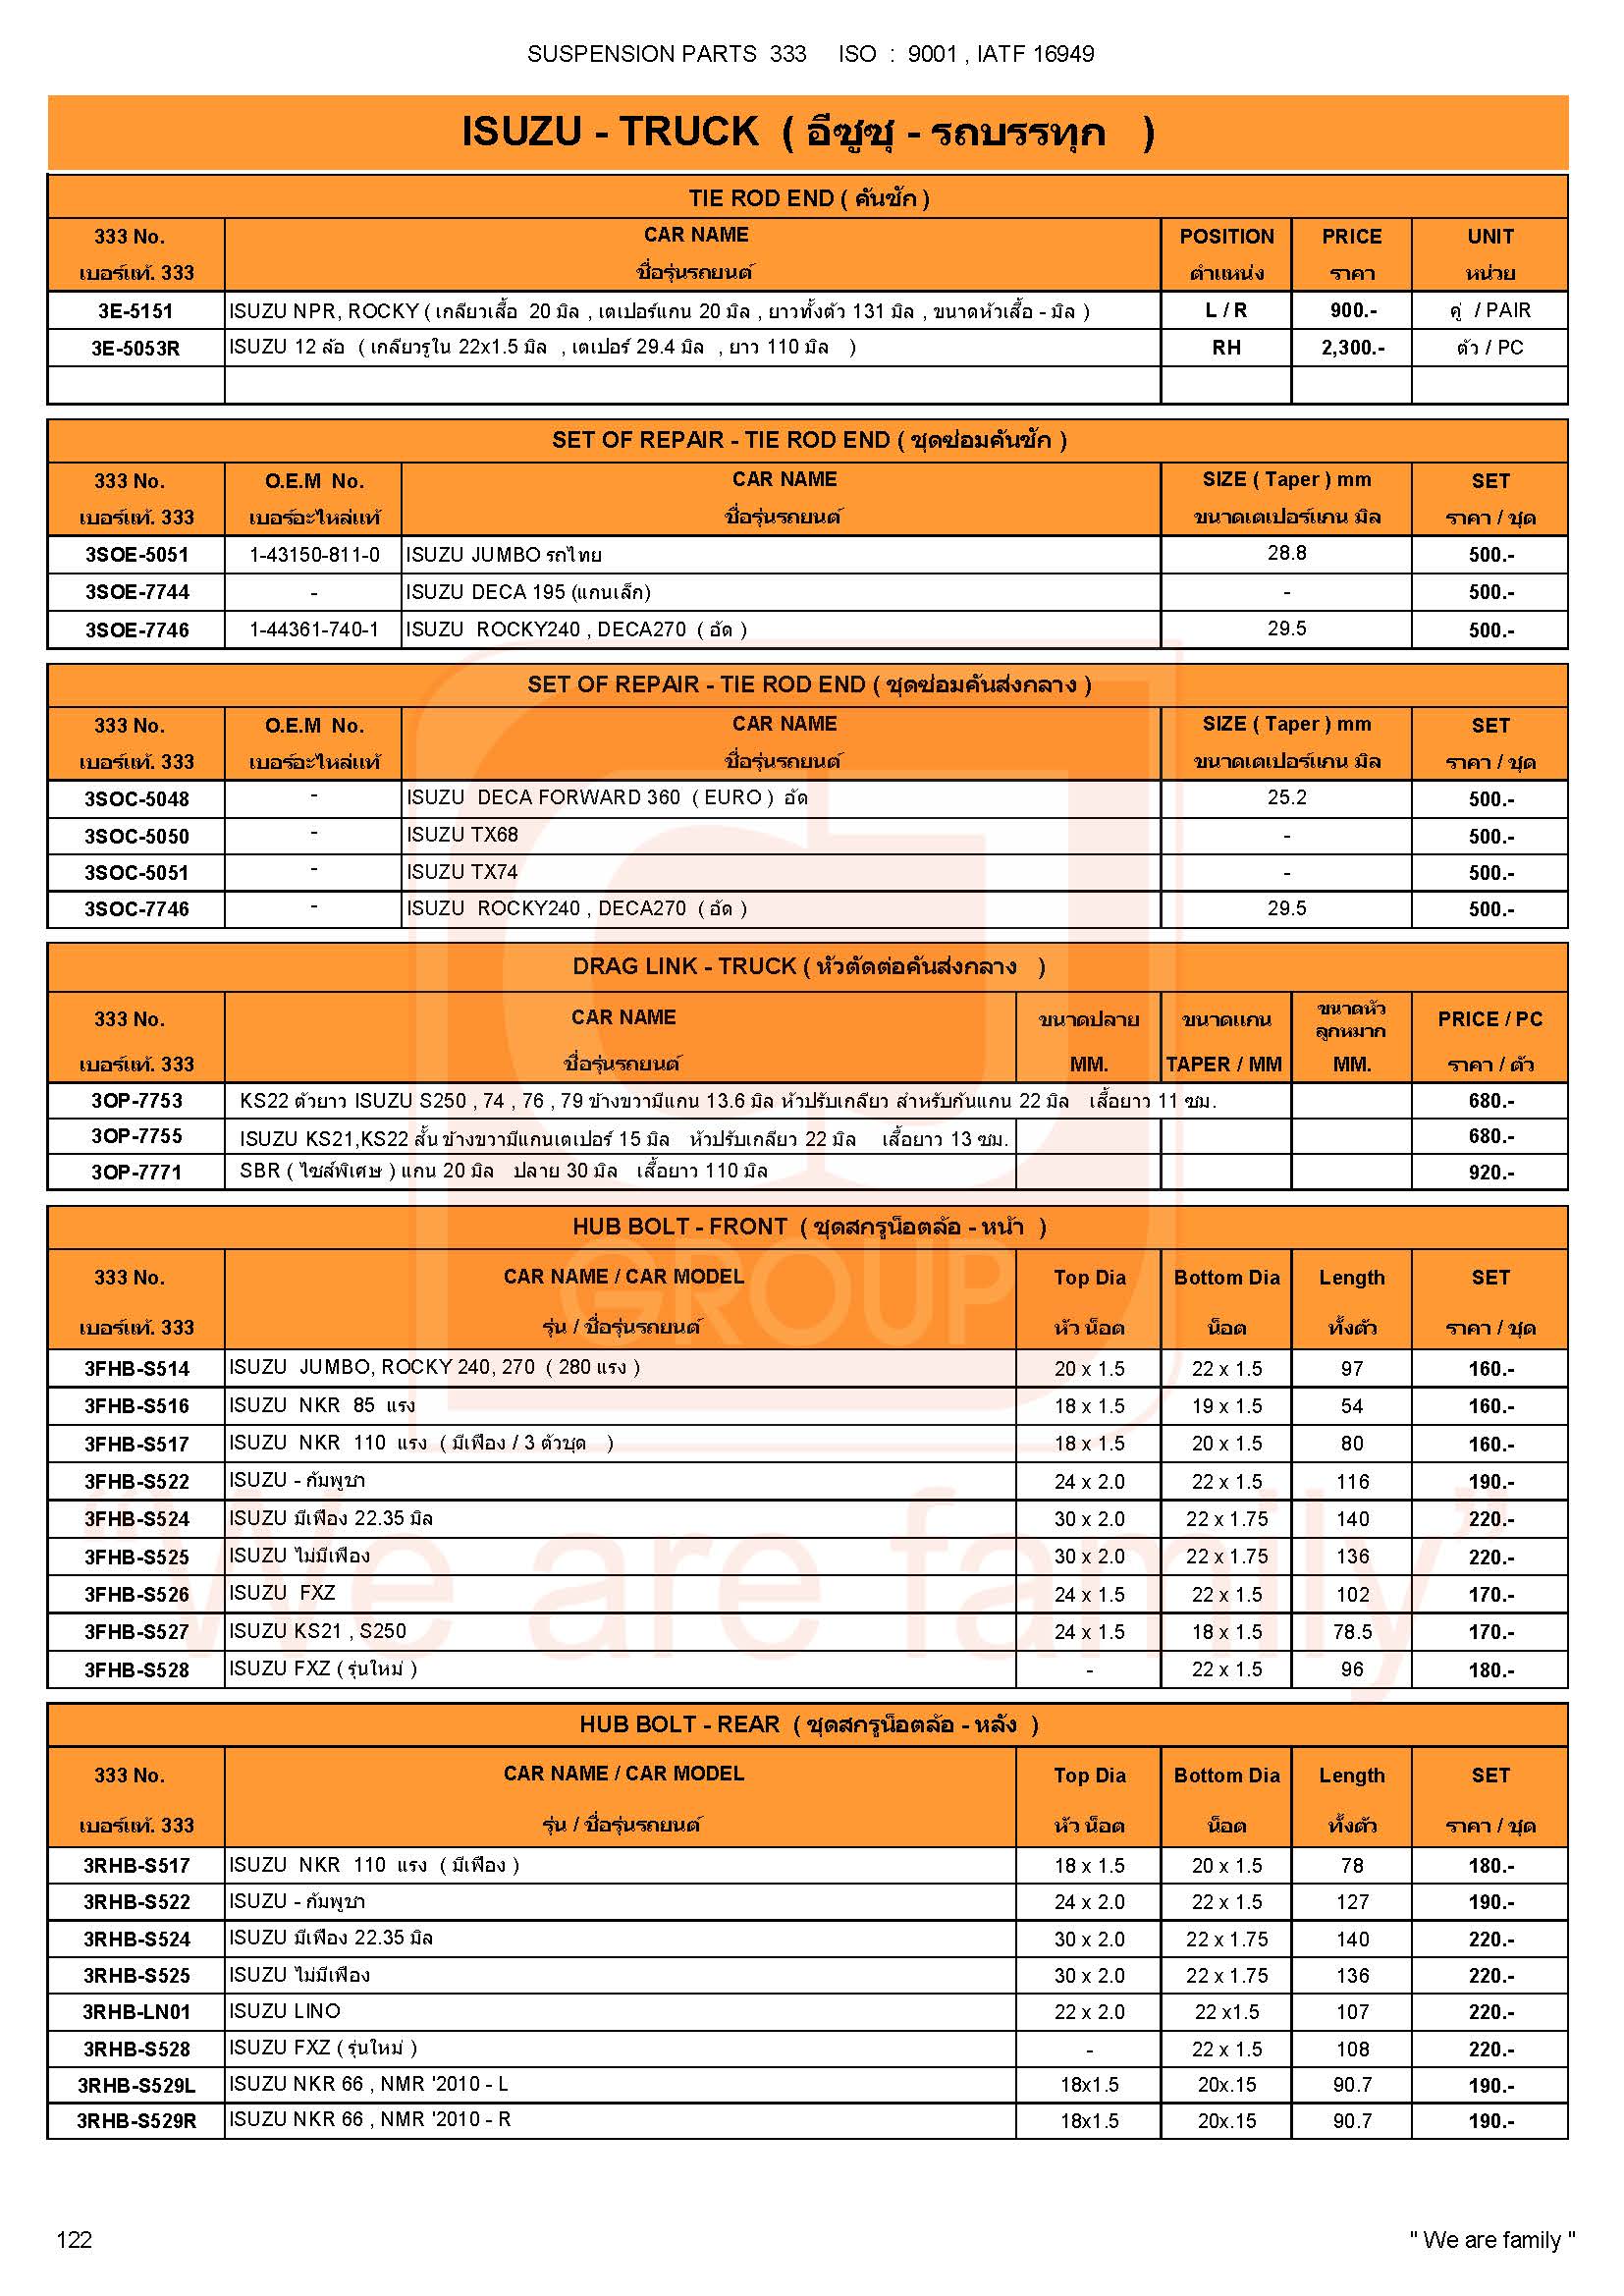 SUSPENSION PARTS 333 ISO : 9001 , IATF 16949
ISUZU - TRUCK ( อีซูซุ - รถบรรทุก )
TIE ROD END ( คันชัก )
333 No. CAR NAME POSITION PRICE UNIT
เบอร์แท้. 333 ชื่อรุ่นรถยนต์ ตำแหน่ง ราคา หน่วย
3E-5151 ISUZU NPR, ROCKY ( เกลียวเสื้อ 20 มิล , เตเปอร์แกน 20 มิล , ยาวทั้งตัว 131 มิล , ขนาดหัวเสื้อ - มิล ) L / R 900.- คู่ / PAIR
3E-5053R ISUZU 12 ล้อ ( เกลียวรูใน 22x1.5 มิล , เตเปอร์ 29.4 มิล , ยาว 110 มิล ) RH 2,300.- ตัว / PC
SET OF REPAIR - TIE ROD END ( ชุดซ่อมคันชัก )
333 No. O.E.M No. CAR NAME SIZE ( Taper ) mm SET
เบอร์แท้. 333 เบอร์อะไหล่แท้ ชื่อรุ่นรถยนต์ ขนาดเตเปอร์แกน มิล ราคา / ชุด
3SOE-5051 1-43150-811-0 ISUZU JUMBO รถไทย 28.8 500.-
3SOE-7744 - ISUZU DECA 195 (แกนเล็ก) - 500.-
3SOE-7746 1-44361-740-1 ISUZU ROCKY240 , DECA270 ( อัด ) 29.5 500.-
SET OF REPAIR - TIE ROD END ( ชุดซ่อมคันส่งกลาง )
333 No. O.E.M No. CAR NAME SIZE ( Taper ) mm SET
เบอร์แท้. 333 เบอร์อะไหล่แท้ ชื่อรุ่นรถยนต์ ขนาดเตเปอร์แกน มิล ราคา / ชุด
3SOC-5048 - ISUZU DECA FORWARD 360 ( EURO ) อัด 25.2 500.-
3SOC-5050 - ISUZU TX68 - 500.-
3SOC-5051 - ISUZU TX74 - 500.-
3SOC-7746 - ISUZU ROCKY240 , DECA270 ( อัด ) 29.5 500.-
DRAG LINK - TRUCK ( หัวตัดต่อคันส่งกลาง )
333 No. CAR NAME ขนาดปลาย ขนาดแกน ขนาดหัว ลูกหมาก PRICE / PC
เบอร์แท้. 333 ชื่อรุ่นรถยนต์ MM. TAPER / MM MM. ราคา / ตัว
3OP-7753 KS22 ตัวยาว ISUZU S250 , 74 , 76 , 79 ข้างขวามีแกน 13.6 มิล หัวปรับเกลียว สำหรับกันแกน 22 มิล เสื้อยาว 11 ซม. 680.-
3OP-7755 ISUZU KS21,KS22 สั้น ข้างขวามีแกนเตเปอร์ 15 มิล หัวปรับเกลียว 22 มิล เสื้อยาว 13 ซม. 680.-
3OP-7771 SBR ( ไซส์พิเศษ ) แกน 20 มิล ปลาย 30 มิล เสื้อยาว 110 มิล 920.-
HUB BOLT - FRONT ( ชุดสกรูน็อตล้อ - หน้า )
GROUP
333 No. CAR NAME / CAR MODEL Top Dia Bottom Dia Length SET
เบอร์แท้. 333 รุ่น / ชื่อรุ่นรถยนต์ หัว น็อต น็อต ทั้งตัว ราคา / ชุด
3FHB-S514 ISUZU JUMBO, ROCKY 240, 270 ( 280 แรง ) 20 x 1.5 22 x 1.5 97 160.-
3FHB-S516 ISUZU NKR 85 แรง 18 x 1.5 19 x 1.5 54 160.-
3FHB-S517 ISUZU NKR 110 แรง ( มีเฟือง / 3 ตัวชุด ) 18 x 1.5 20 x 1.5 80 160.-
3FHB-S522 ISUZU - กัมพูชา 24 x 2.0 22 x 1.5 116 190.-
3FHB-S524 ISUZU มีเฟือง 22.35 มิล 30 x 2.0 22 x 1.75 140 220.-
3FHB-S525 ISUZU ไม่มีเฟือง 30 x 2.0 22 x 1.75 136 220.-
"We are family"
3FHB-S526 ISUZU FXZ 24 x 1.5 22 x 1.5 102 170.-
3FHB-S527 ISUZU KS21 , S250 24 x 1.5 18 x 1.5 78.5 170.-
3FHB-S528 ISUZU FXZ ( รุ่นใหม่ ) - 22 x 1.5 96 180.-
HUB BOLT - REAR ( ชุดสกรูน็อตล้อ - หลัง )
333 No. CAR NAME / CAR MODEL Top Dia Bottom Dia Length SET
เบอร์แท้. 333 รุ่น / ชื่อรุ่นรถยนต์ หัว น็อต น็อต ทั้งตัว ราคา / ชุด
3RHB-S517 ISUZU NKR 110 แรง ( มีเฟือง ) 18 x 1.5 20 x 1.5 78 180.-
3RHB-S522 ISUZU - กัมพูชา 24 x 2.0 22 x 1.5 127 190.-
3RHB-S524 ISUZU มีเฟือง 22.35 มิล 30 x 2.0 22 x 1.75 140 220.-
3RHB-S525 ISUZU ไม่มีเฟือง 30 x 2.0 22 x 1.75 136 220.-
3RHB-LN01 ISUZU LINO 22 x 2.0 22 x1.5 107 220.-
3RHB-S528 ISUZU FXZ ( รุ่นใหม่ ) - 22 x 1.5 108 220.-
3RHB-S529L ISUZU NKR 66 , NMR '2010 - L 18x1.5 20x.15 90.7 190.-
3RHB-S529R ISUZU NKR 66 , NMR '2010 - R 18x1.5 20x.15 90.7 190.-
122 " We are family "